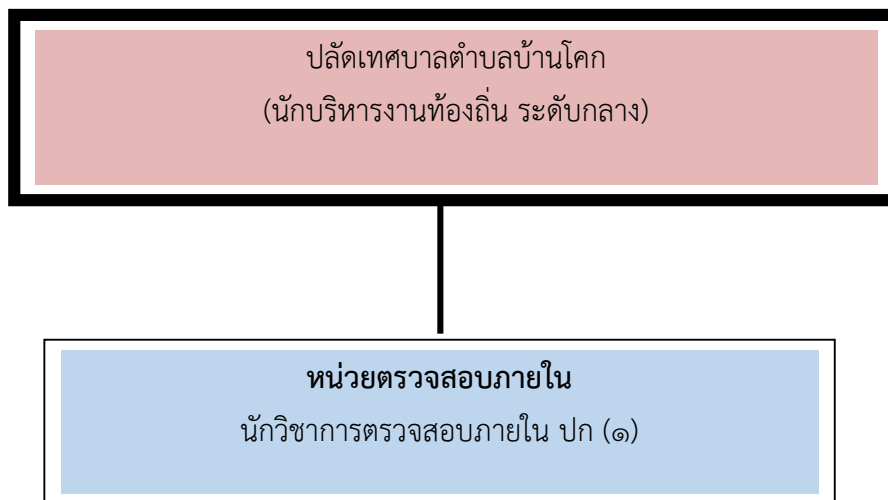 ปลัดเทศบาลตำบลบ้านโคก
(นักบริหารงานท้องถิ่น ระดับกลาง)
หน่วยตรวจสอบภายใน
นักวิชาการตรวจสอบภายใน ปก (๑)